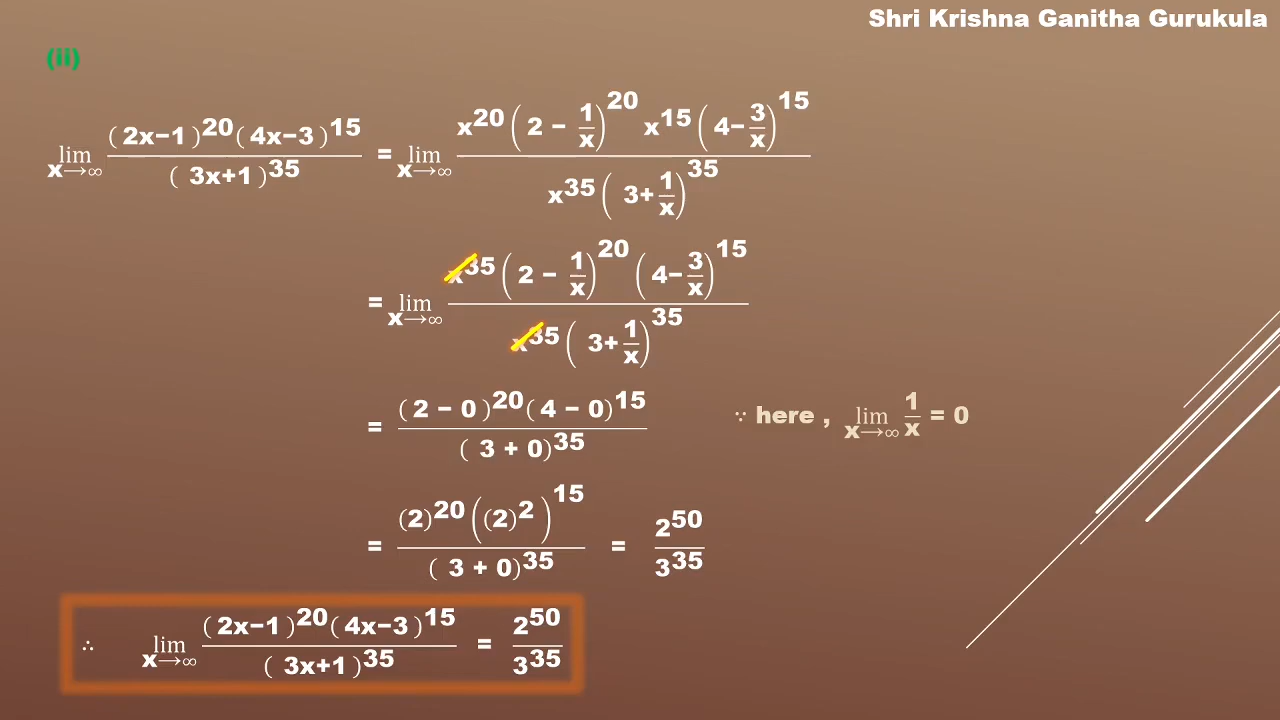 Shri Krishna Ganitha Gurukula
(ii)
lim x→∞ (2x−1)^20 (4x−3)^15 / (3x+1)^35 = lim x→∞ x^20 (2 − 1/x)^20 x^15 (4− 3/x)^15 / x^35 (3+ 1/x)^35
= lim x→∞ x^35 (2 − 1/x)^20 (4− 3/x)^15 / x^35 (3+ 1/x)^35
= (2 − 0)^20 (4 − 0)^15 / (3 + 0)^35 ∵ here , lim x→∞ 1/x = 0
= (2)^20 ((2)^2)^15 / (3 + 0)^35 = 2^50 / 3^35
∴ lim x→∞ (2x−1)^20 (4x−3)^15 / (3x+1)^35 = 2^50 / 3^35